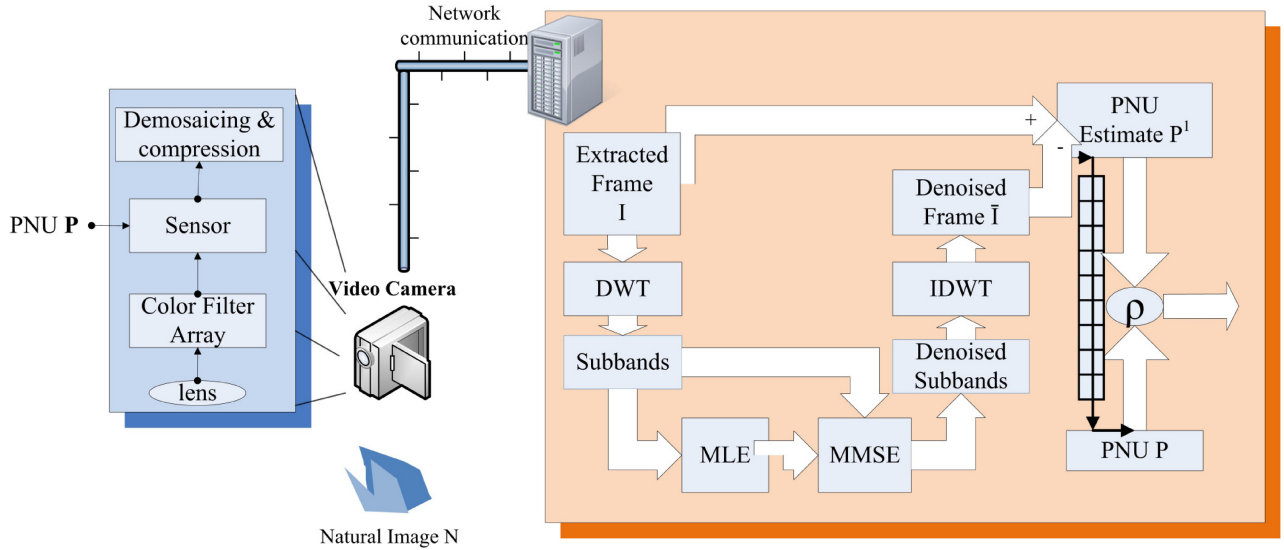 Network
communication
Demosaicing &
compression
PNU P
Sensor
Color Filter
Array
lens
Video Camera
Natural Image N
Extracted
Frame
I
DWT
Subbands
MLE
MMSE
Denoised
Subbands
IDWT
Denoised
Frame Ī
+
-
PNU
Estimate P¹
ρ
PNU P